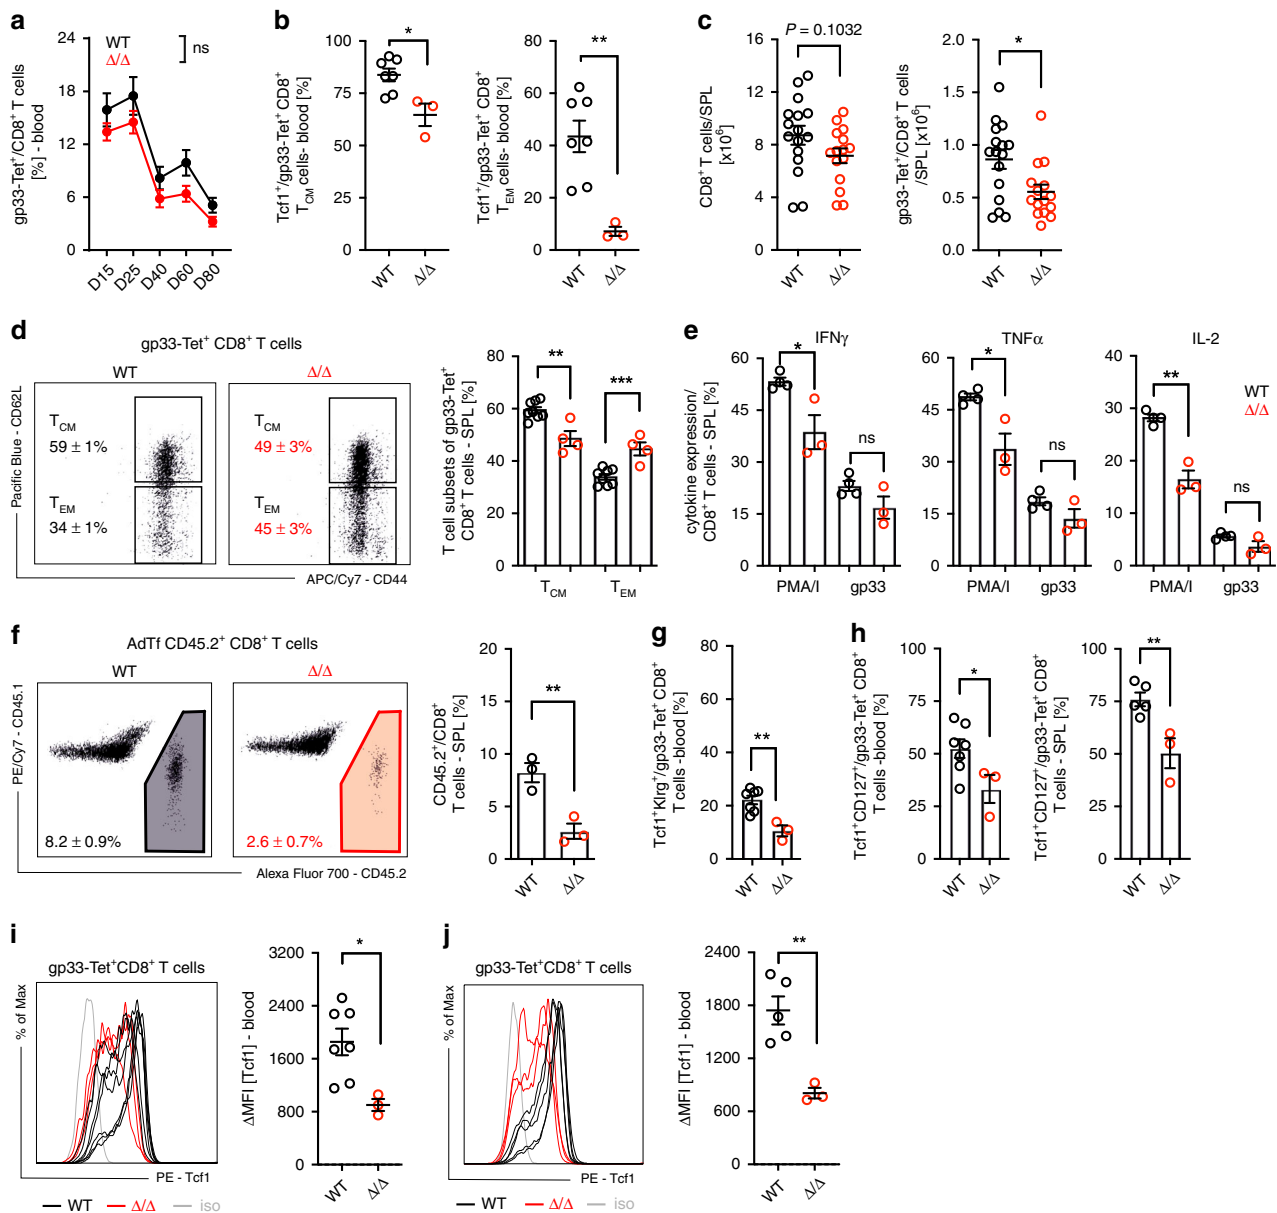 a
WT
Δ/Δ
ns
gp33-Tet⁺/CD8⁺ T cells
[%] - blood
24
18
12
6
0
D15
D25
D40
D60
D80
b
Tcf1⁺/gp33-Tet⁺ CD8⁺
T_CM cells- blood [%]
100
75
50
25
0
*
WT
Δ/Δ
Tcf1⁺/gp33-Tet⁺ CD8⁺
T_EM cells- blood [%]
80
60
40
20
0
**
WT
Δ/Δ
c
P = 0.1032
CD8⁺ T cells/SPL
[x10⁶]
16
12
8
4
0
WT
Δ/Δ
gp33-Tet⁺/CD8⁺ T cells
/SPL [x10⁶]
2.0
1.5
1.0
0.5
0.0
*
WT
Δ/Δ
d
gp33-Tet⁺ CD8⁺ T cells
WT
Δ/Δ
Pacific Blue - CD62L
T_CM
59 ± 1%
T_EM
34 ± 1%
T_CM
49 ± 3%
T_EM
45 ± 3%
APC/Cy7 - CD44
T cell subsets of gp33-Tet⁺
CD8⁺ T cells - SPL [%]
80
60
40
20
0
**
***
T_CM
T_EM
e
cytokine expression/
CD8⁺ T cells - SPL [%]
IFNγ
60
45
30
15
0
*
ns
PMA/I
gp33
TNFα
60
45
30
15
0
*
ns
PMA/I
gp33
IL-2
40
30
20
10
0
**
ns
WT
Δ/Δ
PMA/I
gp33
f
AdTf CD45.2⁺ CD8⁺ T cells
WT
Δ/Δ
PE/Cy7 - CD45.1
8.2 ± 0.9%
2.6 ± 0.7%
Alexa Fluor 700 - CD45.2
CD45.2⁺/CD8⁺
T cells - SPL [%]
20
15
10
5
0
**
WT
Δ/Δ
g
Tcf1⁺Klrg⁺/gp33-Tet⁺ CD8⁺
T cells -blood [%]
80
60
40
20
0
**
WT
Δ/Δ
h
Tcf1⁺CD127⁺/gp33-Tet⁺ CD8⁺
T cells -blood [%]
100
75
50
25
0
*
WT
Δ/Δ
Tcf1⁺CD127⁺/gp33-Tet⁺ CD8⁺
T cells - SPL [%]
100
75
50
25
0
**
WT
Δ/Δ
i
gp33-Tet⁺CD8⁺ T cells
% of Max
PE - Tcf1
WT
Δ/Δ
iso
ΔMFI [Tcf1] - blood
3200
2400
1600
800
0
*
WT
Δ/Δ
j
gp33-Tet⁺CD8⁺ T cells
% of Max
PE - Tcf1
WT
Δ/Δ
iso
ΔMFI [Tcf1] - blood
2400
1800
1200
600
0
**
WT
Δ/Δ